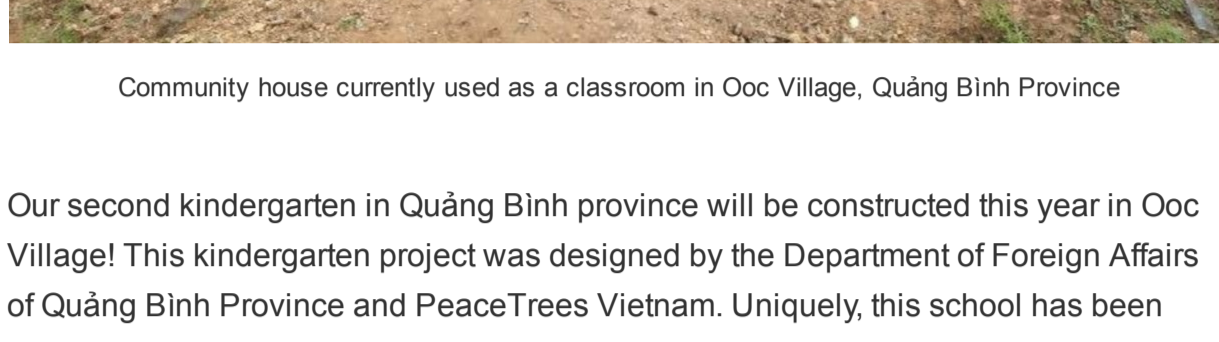 Community house currently used as a classroom in Ooc Village, Quảng Bình Province
Our second kindergarten in Quảng Bình province will be constructed this year in Ooc
Village! This kindergarten project was designed by the Department of Foreign Affairs
of Quảng Bình Province and PeaceTrees Vietnam. Uniquely, this school has been